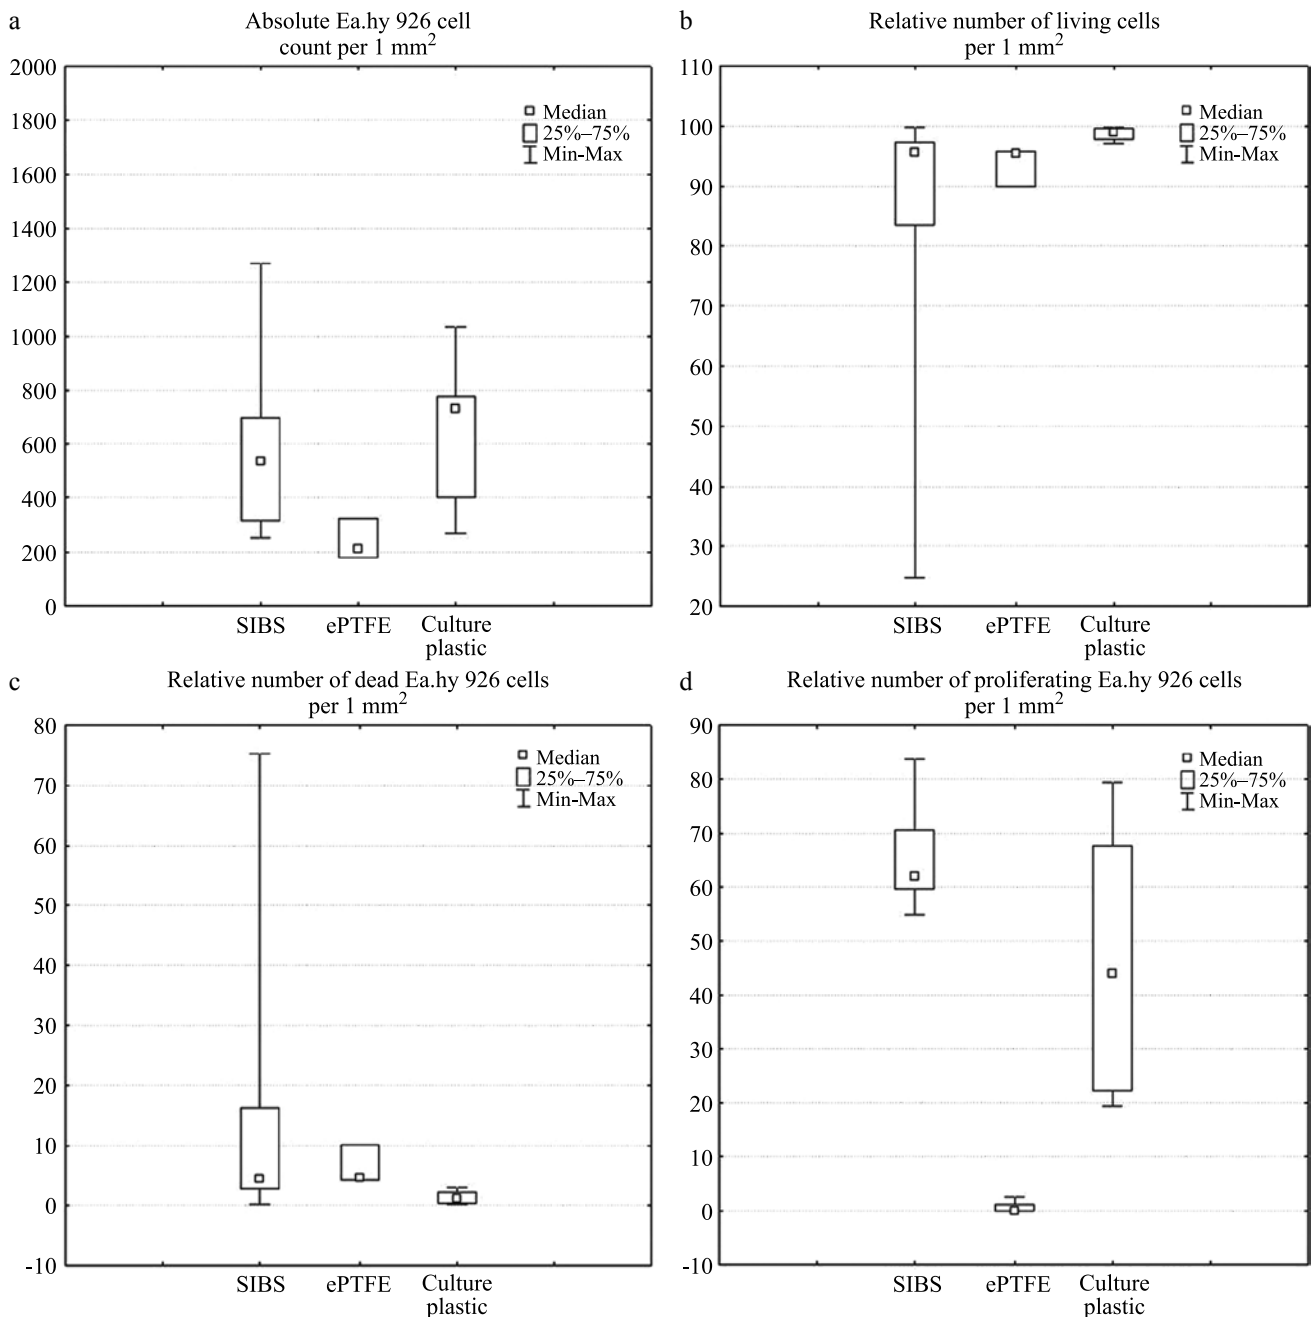 a
Absolute Ea.hy 926 cell
count per 1 mm²
2000
1800
1600
1400
1200
1000
800
600
400
200
0
Median
25%–75%
Min-Max
SIBS
ePTFE
Culture
plastic
b
Relative number of living cells
per 1 mm²
110
100
90
80
70
60
50
40
30
20
Median
25%–75%
Min-Max
SIBS
ePTFE
Culture
plastic
c
Relative number of dead Ea.hy 926 cells
per 1 mm²
80
70
60
50
40
30
20
10
0
-10
Median
25%–75%
Min-Max
SIBS
ePTFE
Culture
plastic
d
Relative number of proliferating Ea.hy 926 cells
per 1 mm²
90
80
70
60
50
40
30
20
10
0
-10
Median
25%–75%
Min-Max
SIBS
ePTFE
Culture
plastic